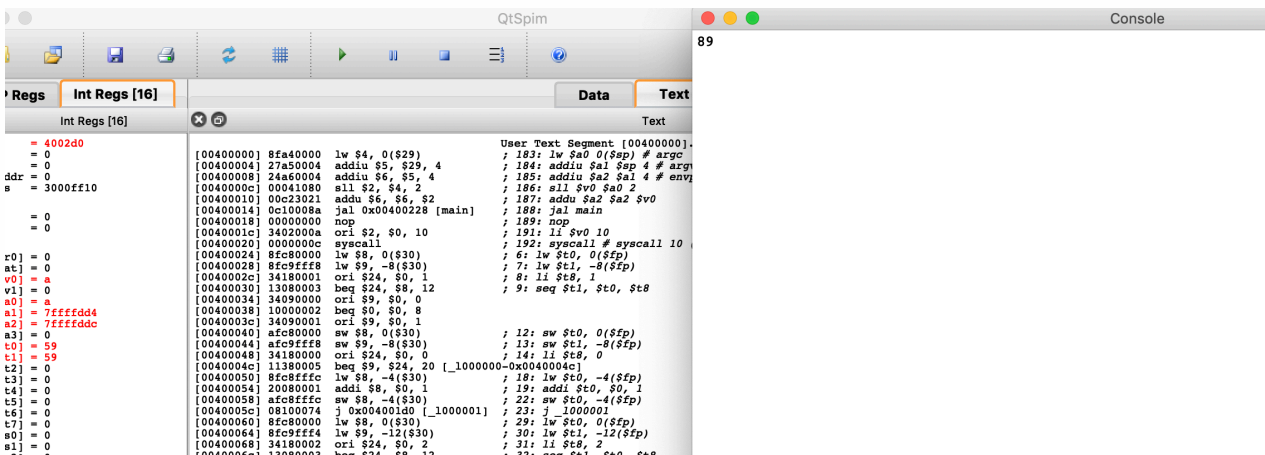 QtSpim
Console
89
Regs
Int Regs [16]
Data
Text
Int Regs [16]
Text
= 4002d0
= 0
= 0
ddr = 0
s = 3000ff10
= 0
= 0
r0] = 0
at] = 0
v0] = a
v1] = 0
a0] = a
a1] = 7ffffdd4
a2] = 7ffffddc
a3] = 0
t0] = 59
t1] = 59
t2] = 0
t3] = 0
t4] = 0
t5] = 0
t6] = 0
t7] = 0
s0] = 0
s1] = 0
User Text Segment [00400000].
[00400000] 8fa40000 lw $4, 0($29) ; 183: lw $a0 0($sp) # argc
[00400004] 27a50004 addiu $5, $29, 4 ; 184: addiu $a1 $sp 4 # argv
[00400008] 24a60004 addiu $6, $5, 4 ; 185: addiu $a2 $a1 4 # envp
[0040000c] 00041080 sll $2, $4, 2 ; 186: sll $v0 $a0 2
[00400010] 00c23021 addu $6, $6, $2 ; 187: addu $a2 $a2 $v0
[00400014] 0c10008a jal 0x00400228 [main] ; 188: jal main
[00400018] 00000000 nop ; 189: nop
[0040001c] 3402000a ori $2, $0, 10 ; 191: li $v0 10
[00400020] 0000000c syscall ; 192: syscall # syscall 10
[00400024] 8fc80000 lw $8, 0($30) ; 6: lw $t0, 0($fp)
[00400028] 8fc9fff8 lw $9, -8($30) ; 7: lw $t1, -8($fp)
[0040002c] 34180001 ori $24, $0, 1 ; 8: li $t8, 1
[00400030] 13080003 beq $24, $8, 12 ; 9: seq $t1, $t0, $t8
[00400034] 34090000 ori $9, $0, 0
[00400038] 10000002 beq $0, $0, 8
[0040003c] 34090001 ori $9, $0, 1
[00400040] afc80000 sw $8, 0($30) ; 12: sw $t0, 0($fp)
[00400044] afc9fff8 sw $9, -8($30) ; 13: sw $t1, -8($fp)
[00400048] 34180000 ori $24, $0, 0 ; 14: li $t8, 0
[0040004c] 11380005 beq $9, $24, 20 [_l000000-0x0040004c]
[00400050] 8fc8fffc lw $8, -4($30) ; 18: lw $t0, -4($fp)
[00400054] 20080001 addi $8, $0, 1 ; 19: addi $t0, $0, 1
[00400058] afc8fffc sw $8, -4($30) ; 22: sw $t0, -4($fp)
[0040005c] 08100074 j 0x004001d0 [_l000001] ; 23: j _l000001
[00400060] 8fc80000 lw $8, 0($30) ; 29: lw $t0, 0($fp)
[00400064] 8fc9fff4 lw $9, -12($30) ; 30: lw $t1, -12($fp)
[00400068] 34180002 ori $24, $0, 2 ; 31: li $t8, 2
[0040006c] 13080003 beq $24, $8, 12 ; 32: seq $t1, $t0, $t8